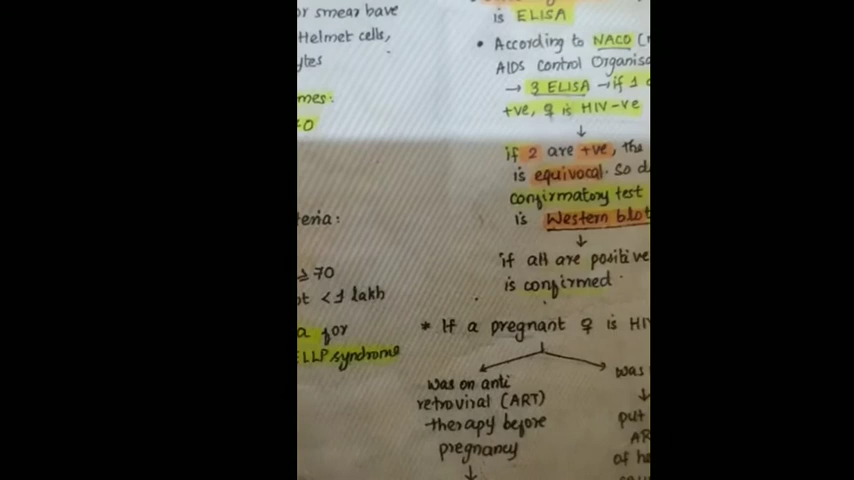 or smear have
Helmet cells,
ytes
mes:
teria:
≥70
<1 lakh
a for
ELLP syndrome
is ELISA
• According to NACO (
AIDS Control Organisa
→ 3 ELISA → if 1
+ve, ♀ is HIV-ve
↓
if 2 are +ve, the
is equivocal. So d
confirmatory test
is Western blot
↓
if all are positive
is confirmed
* If a pregnant ♀ is HI
was on anti
retroviral (ART)
therapy before
pregnancy
↓
was
↓
put
AR
of he